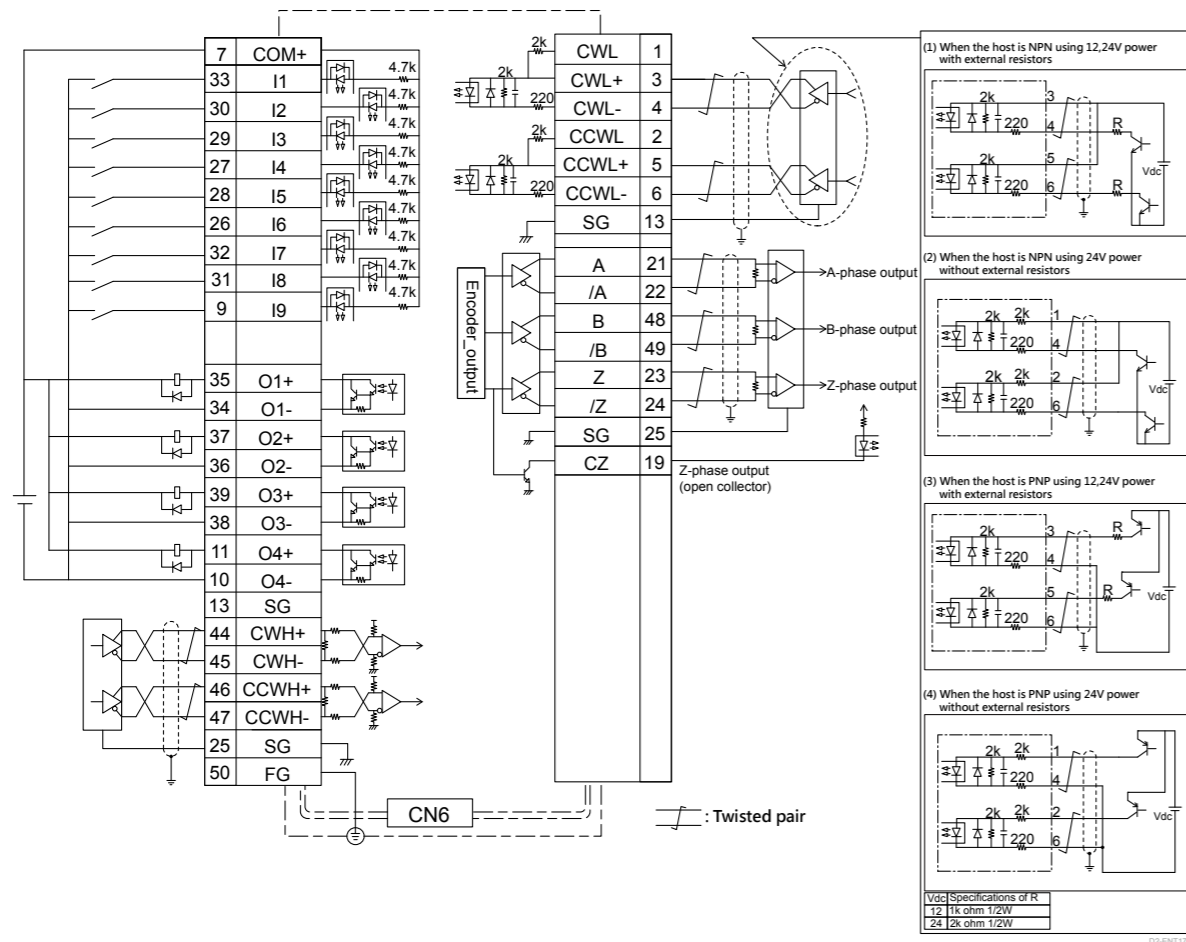 7 COM+
33 I1 4.7k
30 I2 4.7k
29 I3 4.7k
27 I4 4.7k
28 I5 4.7k
26 I6 4.7k
32 I7 4.7k
31 I8 4.7k
9 I9 4.7k
35 O1+
34 O1-
37 O2+
36 O2-
39 O3+
38 O3-
11 O4+
10 O4-
13 SG
44 CWH+
45 CWH-
46 CCWH+
47 CCWH-
25 SG
50 FG
CN6
2k CWL 1
2k CWL+ 3
220 CWL- 4
2k CCWL 2
2k CCWL+ 5
220 CCWL- 6
SG 13
Encoder_output
A 21 A-phase output
/A 22
B 48 B-phase output
/B 49
Z 23 Z-phase output
/Z 24
SG 25
CZ 19 Z-phase output
(open collector)
: Twisted pair
(1) When the host is NPN using 12,24V power
with external resistors
2k 3
220 4 R
2k 5 Vdc
220 6 R
(2) When the host is NPN using 24V power
without external resistors
2k 2k 1
220 4
2k 2k 2 Vdc
220 6
(3) When the host is PNP using 12,24V power
with external resistors
2k 3 R
220 4
2k 5 R Vdc
220 6
(4) When the host is PNP using 24V power
without external resistors
2k 2k 1
220 4
2k 2k 2 Vdc
220 6
Vdc Specifications of R
12 1k ohm 1/2W
24 2k ohm 1/2W